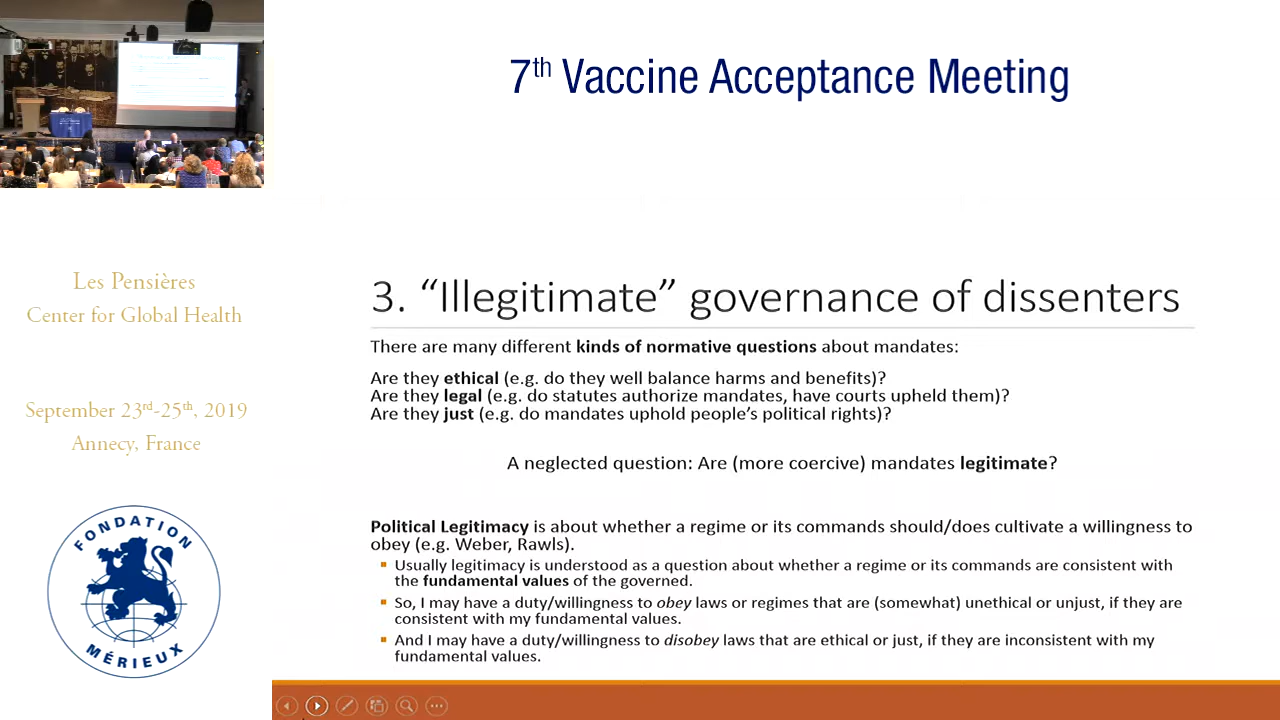 7th Vaccine Acceptance Meeting
Les Pensières
Center for Global Health
September 23rd-25th, 2019
Annecy, France
FONDATION
MÉRIEUX
3. “Illegitimate” governance of dissenters
There are many different kinds of normative questions about mandates:
Are they ethical (e.g. do they well balance harms and benefits)?
Are they legal (e.g. do statutes authorize mandates, have courts upheld them)?
Are they just (e.g. do mandates uphold people’s political rights)?
A neglected question: Are (more coercive) mandates legitimate?
Political Legitimacy is about whether a regime or its commands should/does cultivate a willingness to
obey (e.g. Weber, Rawls).
Usually legitimacy is understood as a question about whether a regime or its commands are consistent with
the fundamental values of the governed.
So, I may have a duty/willingness to obey laws or regimes that are (somewhat) unethical or unjust, if they are
consistent with my fundamental values.
And I may have a duty/willingness to disobey laws that are ethical or just, if they are inconsistent with my
fundamental values.